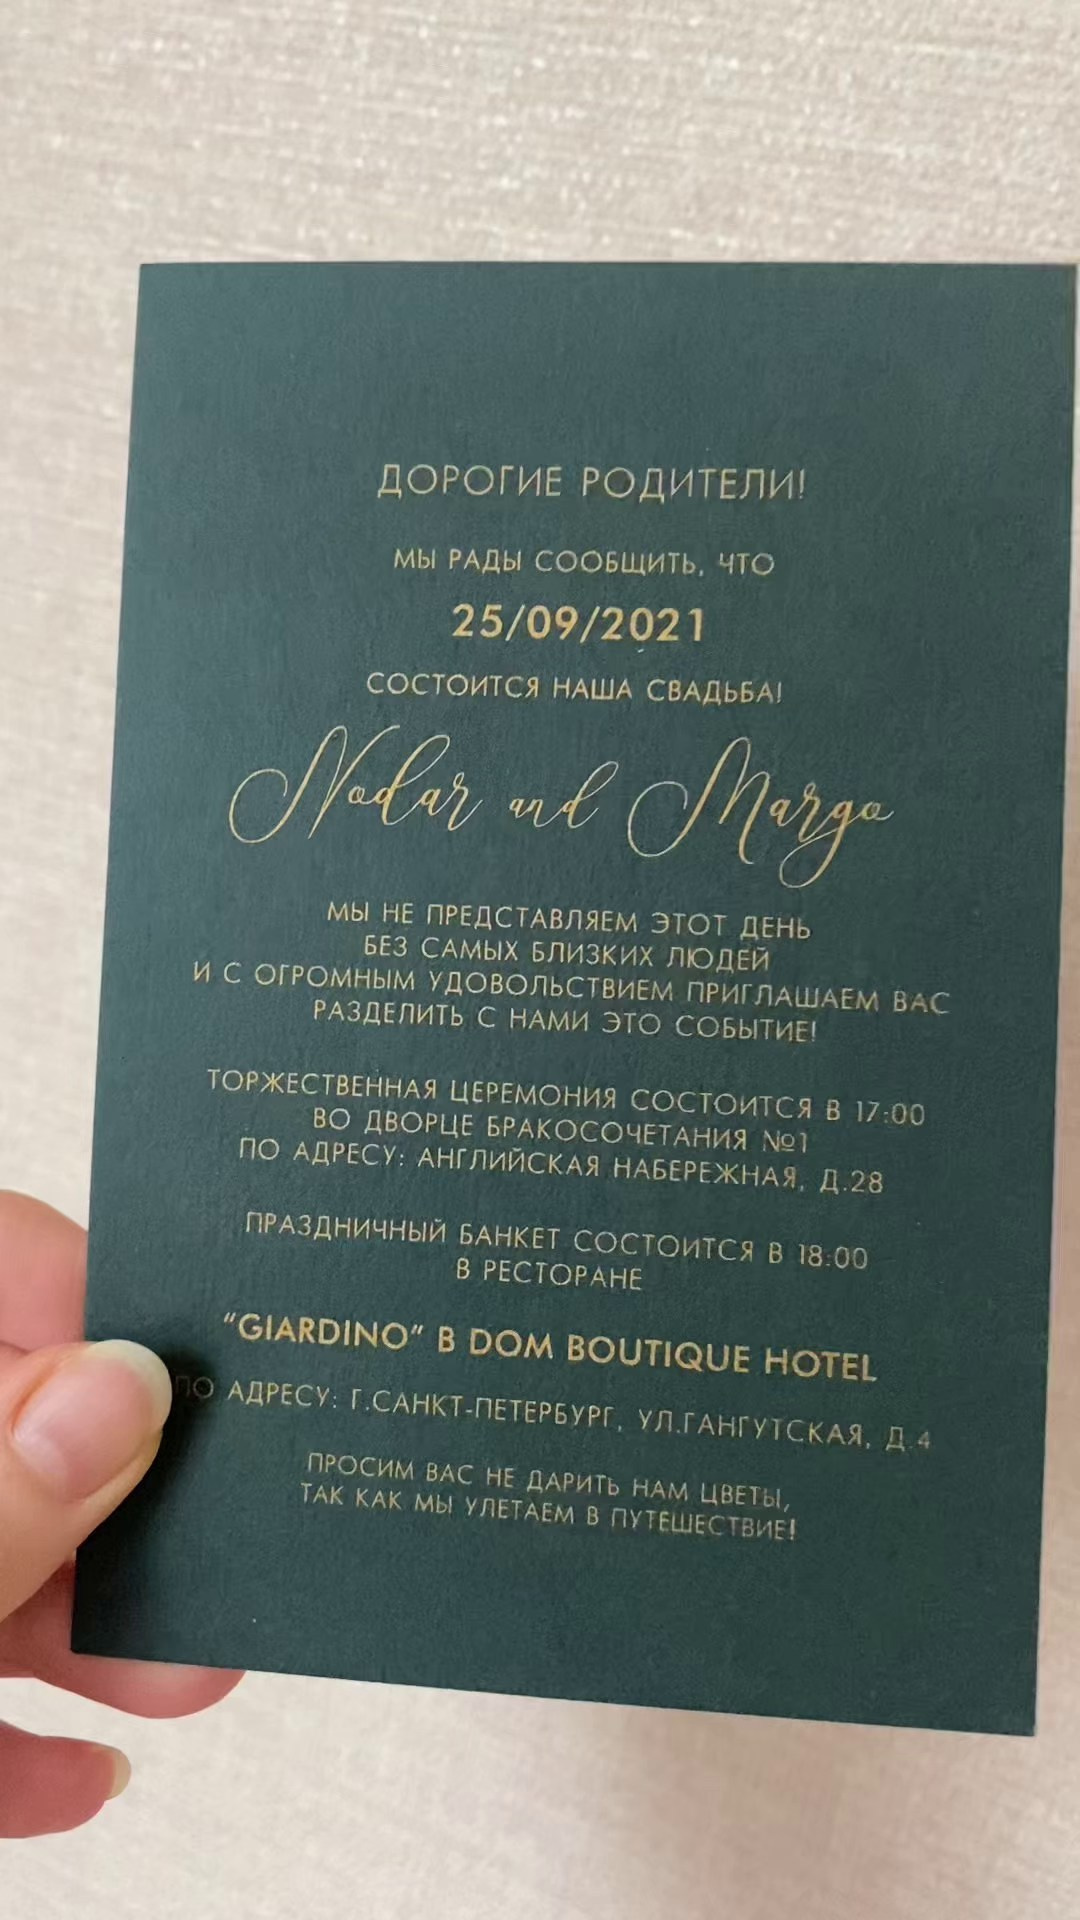 ДОРОГИЕ РОДИТЕЛИ!
МЫ РАДЫ СООБЩИТЬ, ЧТО
25/09/2021
СОСТОИТСЯ НАША СВАДЬБА!
Nodar and Margo
МЫ НЕ ПРЕДСТАВЛЯЕМ ЭТОТ ДЕНЬ
БЕЗ САМЫХ БЛИЗКИХ ЛЮДЕЙ
И С ОГРОМНЫМ УДОВОЛЬСТВИЕМ ПРИГЛАШАЕМ ВАС
РАЗДЕЛИТЬ С НАМИ ЭТО СОБЫТИЕ!
ТОРЖЕСТВЕННАЯ ЦЕРЕМОНИЯ СОСТОИТСЯ В 17:00
ВО ДВОРЦЕ БРАКОСОЧЕТАНИЯ №1
ПО АДРЕСУ: АНГЛИЙСКАЯ НАБЕРЕЖНАЯ, Д.28
ПРАЗДНИЧНЫЙ БАНКЕТ СОСТОИТСЯ В 18:00
В РЕСТОРАНЕ
“GIARDINO” В DOM BOUTIQUE HOTEL
ПО АДРЕСУ: Г.САНКТ-ПЕТЕРБУРГ, УЛ.ГАНГУТСКАЯ, Д.4
ПРОСИМ ВАС НЕ ДАРИТЬ НАМ ЦВЕТЫ,
ТАК КАК МЫ УЛЕТАЕМ В ПУТЕШЕСТВИЕ!